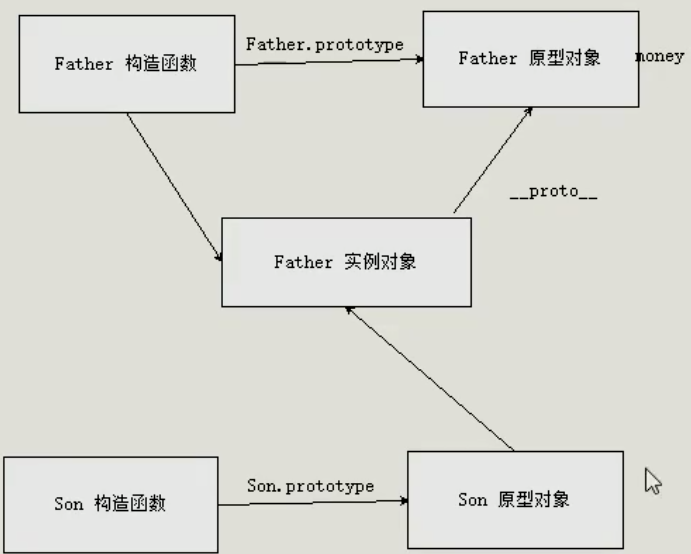 Father 构造函数
Father.prototype
Father 原型对象
money
__proto__
Father 实例对象
Son 构造函数
Son.prototype
Son 原型对象